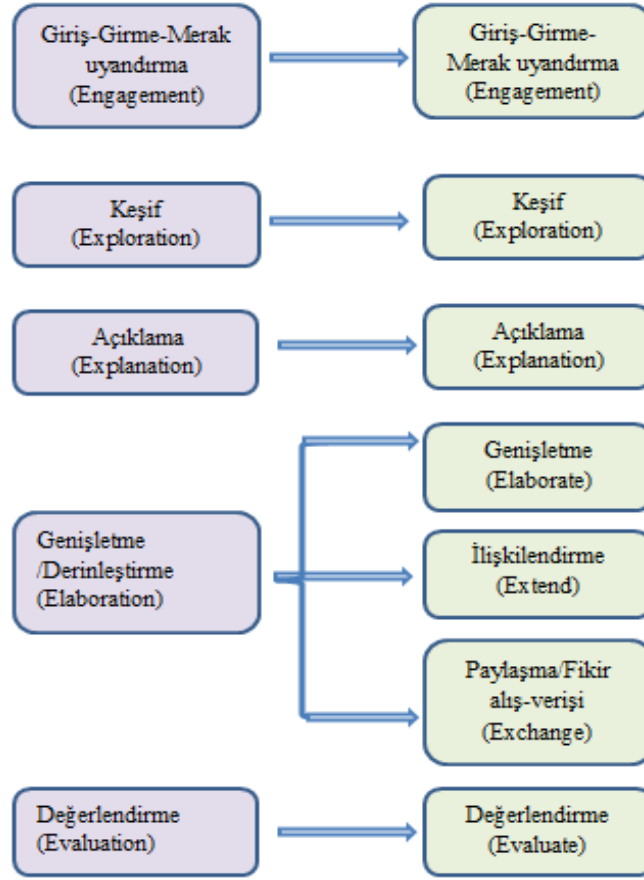 Giriş-Girme-Merak
uyandırma
(Engagement)
Giriş-Girme-
Merak uyandırma
(Engagement)
Keşif
(Exploration)
Keşif
(Exploration)
Açıklama
(Explanation)
Açıklama
(Explanation)
Genişletme
/Derinleştirme
(Elaboration)
Genişletme
(Elaborate)
İlişkilendirme
(Extend)
Paylaşma/Fikir
alış-verişi
(Exchange)
Değerlendirme
(Evaluation)
Değerlendirme
(Evaluate)